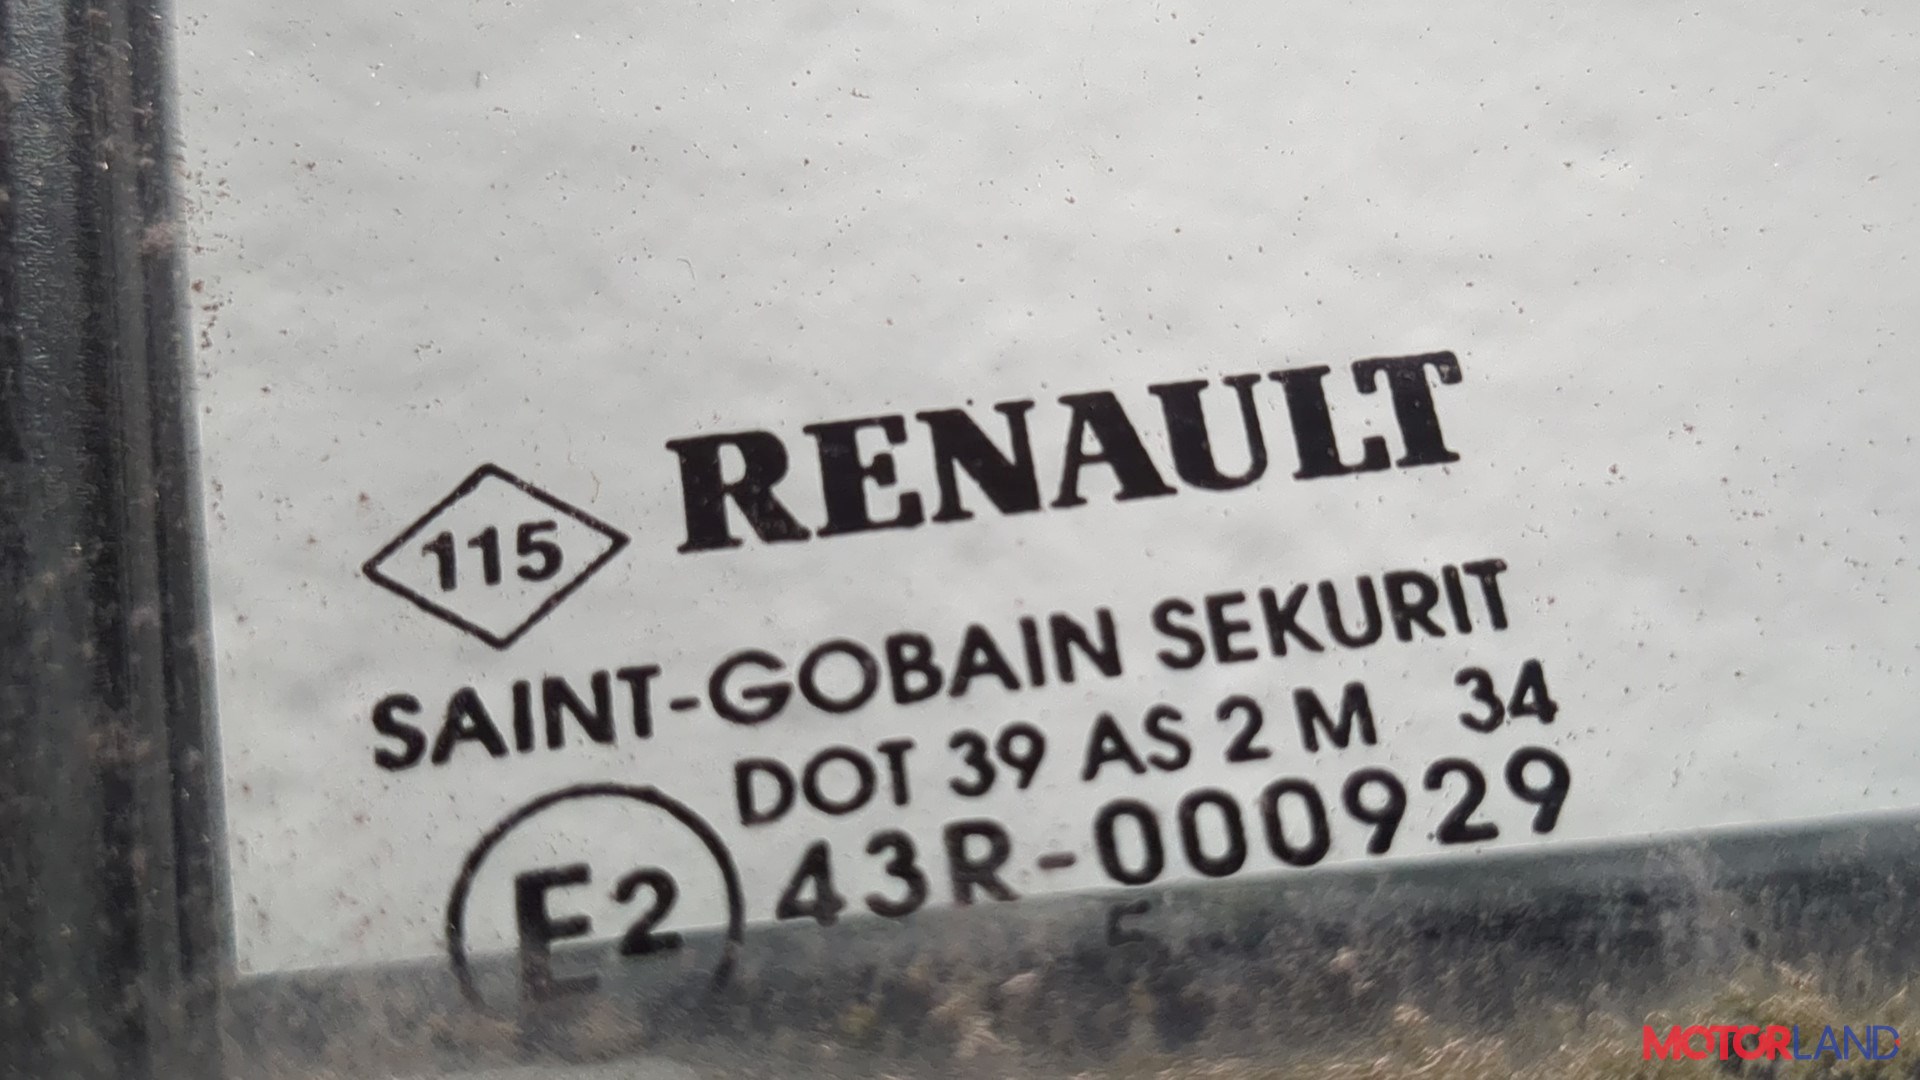 115 RENAULT
SAINT-GOBAIN SEKURIT
DOT 39 AS 2 M 34
E2 43R-000929
MOTORLAND